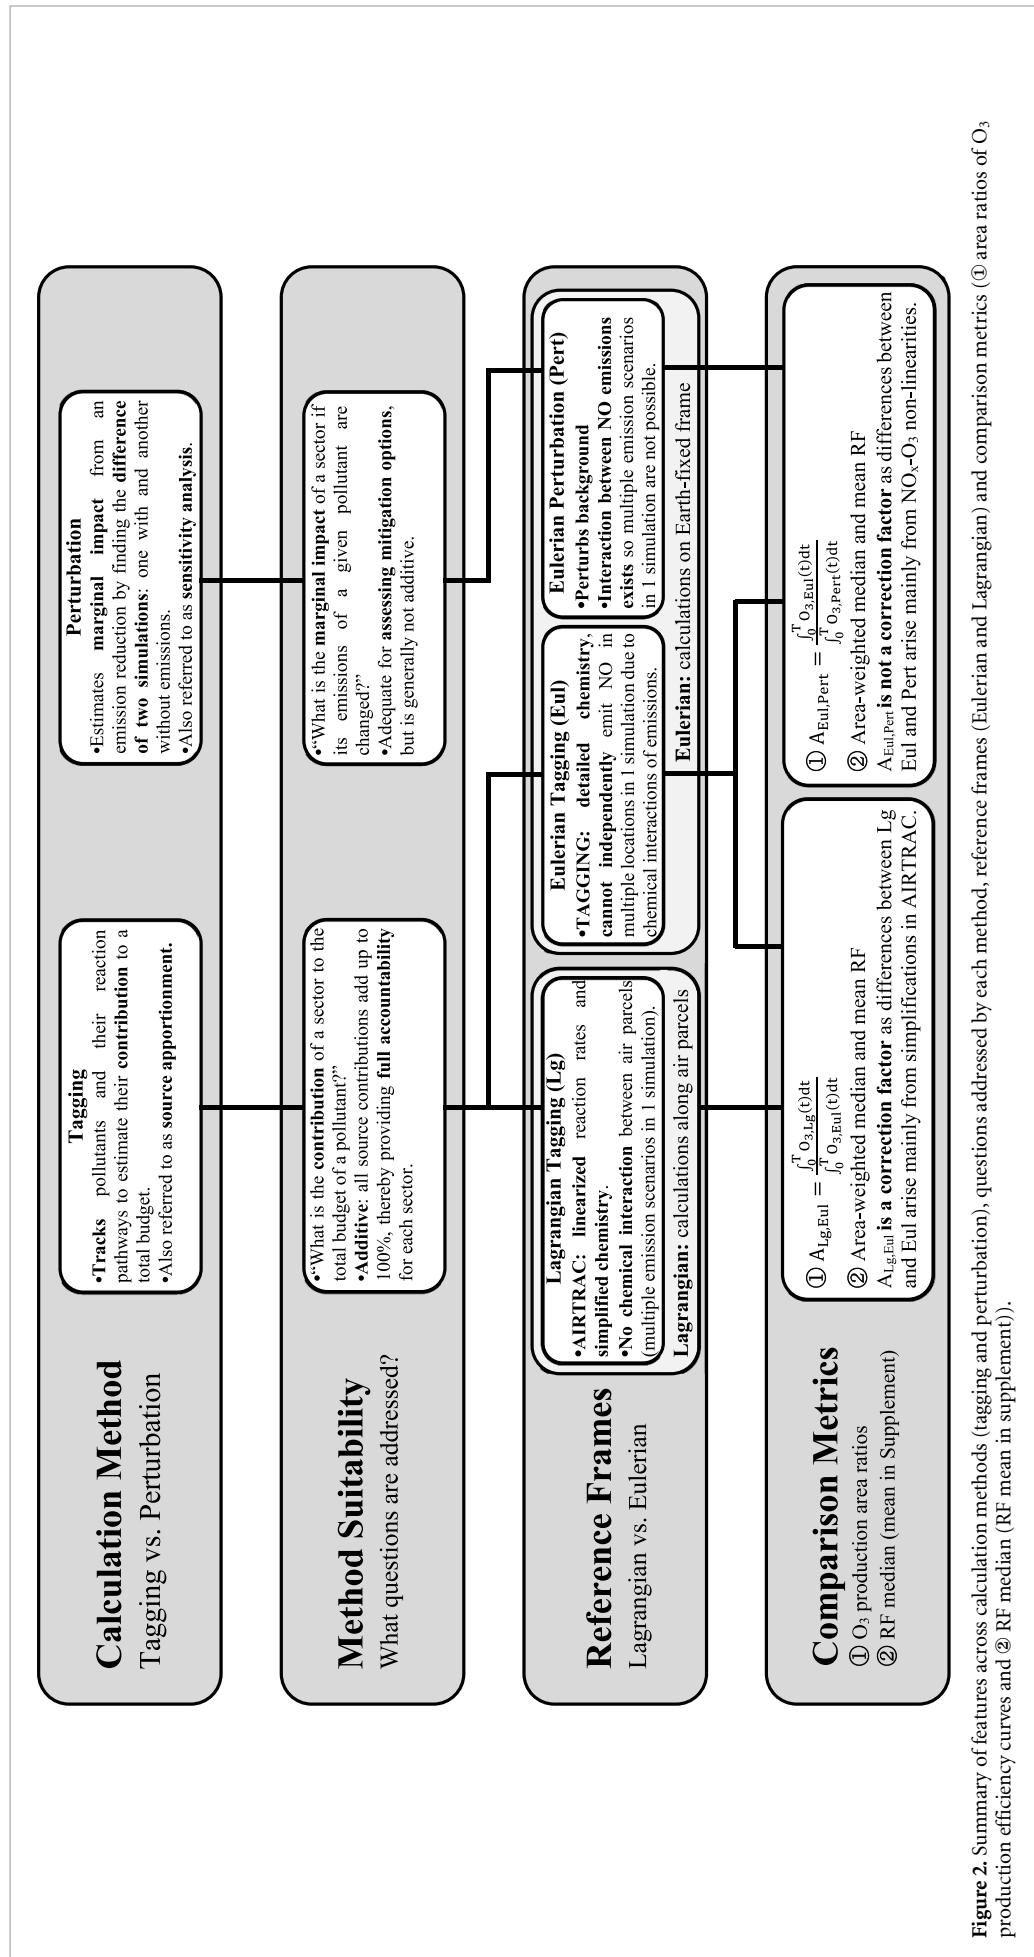 Calculation Method
Tagging vs. Perturbation
Tagging
•Tracks pollutants and their reaction
pathways to estimate their contribution to a
total budget.
•Also referred to as source apportionment.
Perturbation
•Estimates marginal impact from an
emission reduction by finding the difference
of two simulations: one with and another
without emissions.
•Also referred to as sensitivity analysis.
Method Suitability
What questions are addressed?
•“What is the contribution of a sector to the
total budget of a pollutant?”
•Additive: all source contributions add up to
100%, thereby providing full accountability
for each sector.
•“What is the marginal impact of a sector if
its emissions of a given pollutant are
changed?”
•Adequate for assessing mitigation options,
but is generally not additive.
Reference Frames
Lagrangian vs. Eulerian
Lagrangian Tagging (Lg)
•AIRTRAC: linearized reaction rates and
simplified chemistry.
•No chemical interaction between air parcels
(multiple emission scenarios in 1 simulation).
Lagrangian: calculations along air parcels
Eulerian Tagging (Eul)
•TAGGING: detailed chemistry,
cannot independently emit NO in
multiple locations in 1 simulation due to
chemical interactions of emissions.
Eulerian Perturbation (Pert)
•Perturbs background
•Interaction between NO emissions
exists so multiple emission scenarios
in 1 simulation are not possible.
Eulerian: calculations on Earth-fixed frame
Comparison Metrics
① O₃ production area ratios
② RF median (mean in Supplement)
① A_Lg,Eul = ∫₀ᵀ O₃,Lg(t)dt / ∫₀ᵀ O₃,Eul(t)dt
② Area-weighted median and mean RF
A_Lg,Eul is a correction factor as differences between Lg
and Eul arise mainly from simplifications in AIRTRAC.
① A_Eul,Pert = ∫₀ᵀ O₃,Eul(t)dt / ∫₀ᵀ O₃,Pert(t)dt
② Area-weighted median and mean RF
A_Eul,Pert is not a correction factor as differences between
Eul and Pert arise mainly from NOₓ-O₃ non-linearities.
Figure 2. Summary of features across calculation methods (tagging and perturbation), questions addressed by each method, reference frames (Eulerian and Lagrangian) and comparison metrics (① area ratios of O₃
production efficiency curves and ② RF median (RF mean in supplement)).